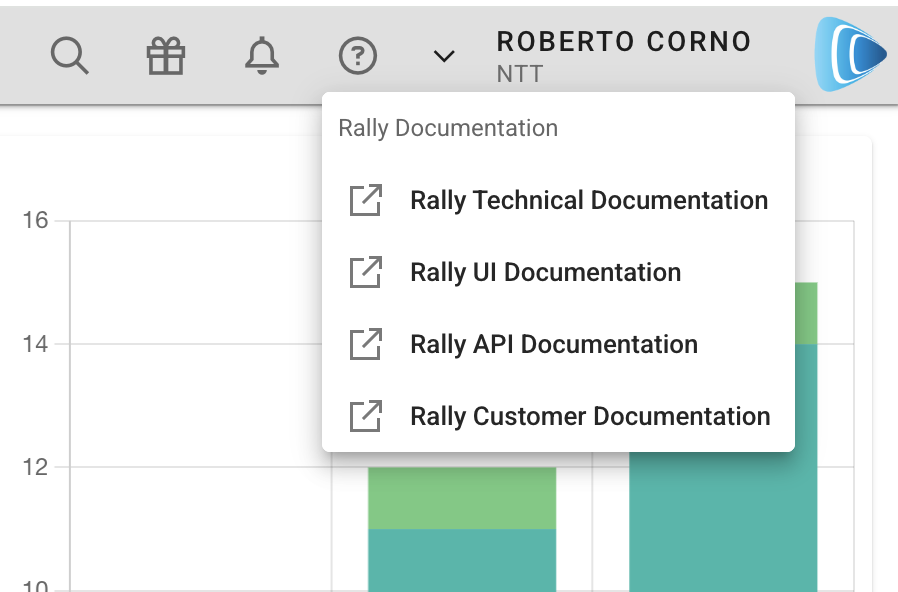 ROBERTO CORNO
NTT
Rally Documentation
Rally Technical Documentation
Rally UI Documentation
Rally API Documentation
Rally Customer Documentation
16
14
12
10